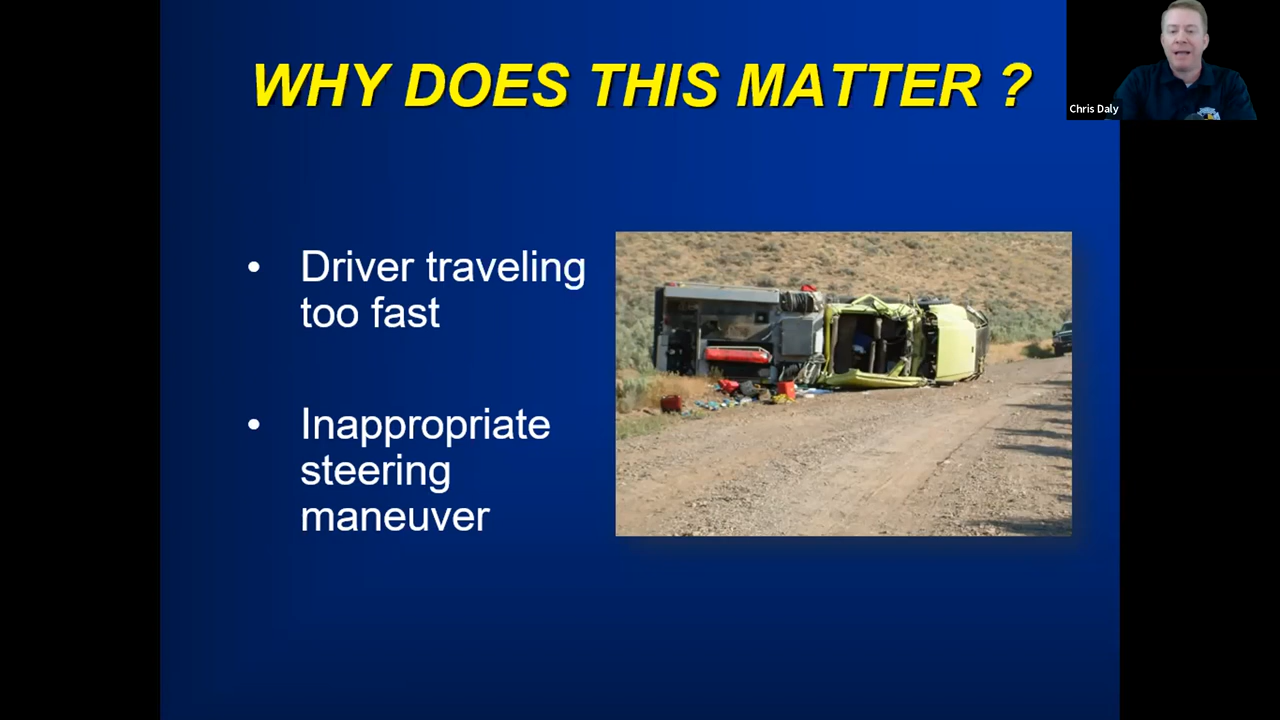 WHY DOES THIS MATTER ?
Chris Daly
• Driver traveling
too fast
• Inappropriate
steering
maneuver